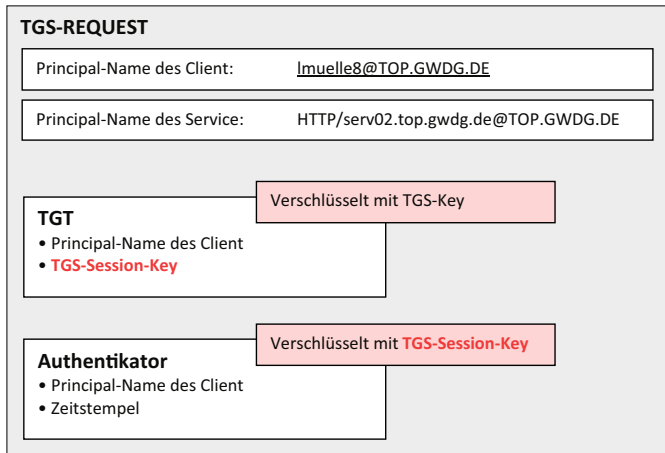 TGS-REQUEST
Principal-Name des Client: lmuelle8@TOP.GWDG.DE
Principal-Name des Service: HTTP/serv02.top.gwdg.de@TOP.GWDG.DE
Verschlüsselt mit TGS-Key
TGT
• Principal-Name des Client
• TGS-Session-Key
Verschlüsselt mit TGS-Session-Key
Authentikator
• Principal-Name des Client
• Zeitstempel